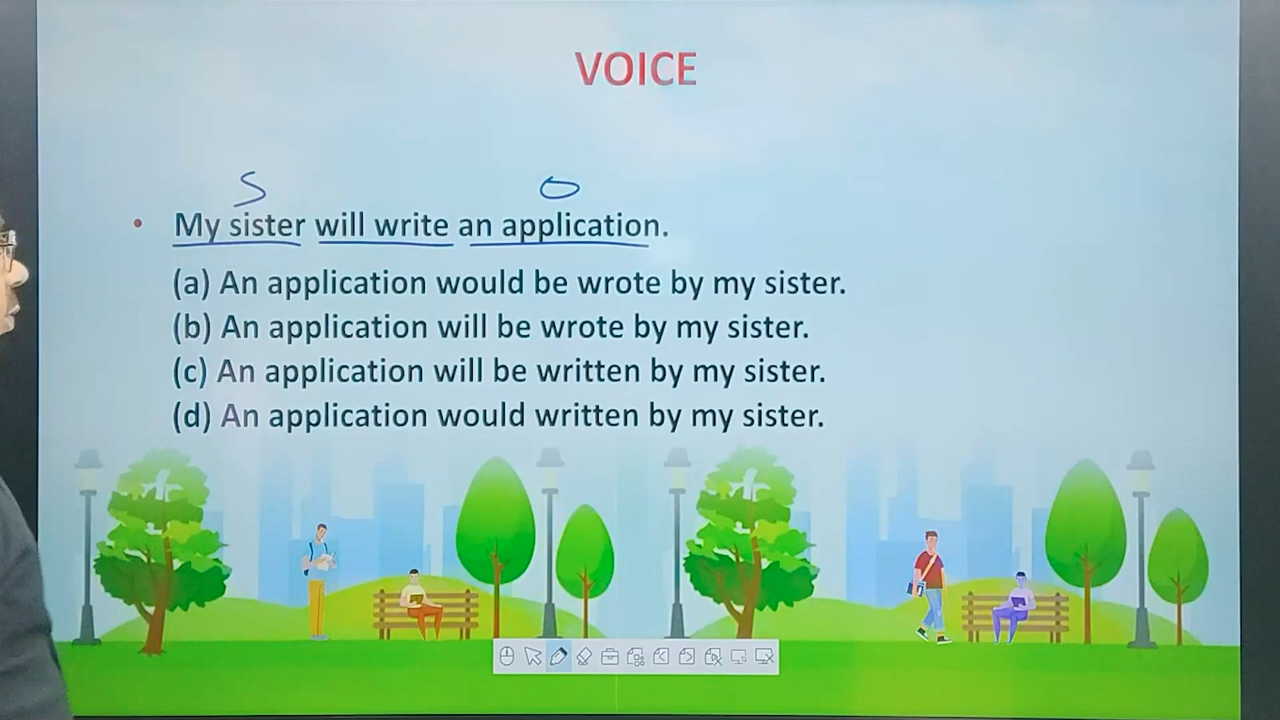 VOICE
S O
• My sister will write an application.
(a) An application would be wrote by my sister.
(b) An application will be wrote by my sister.
(c) An application will be written by my sister.
(d) An application would written by my sister.